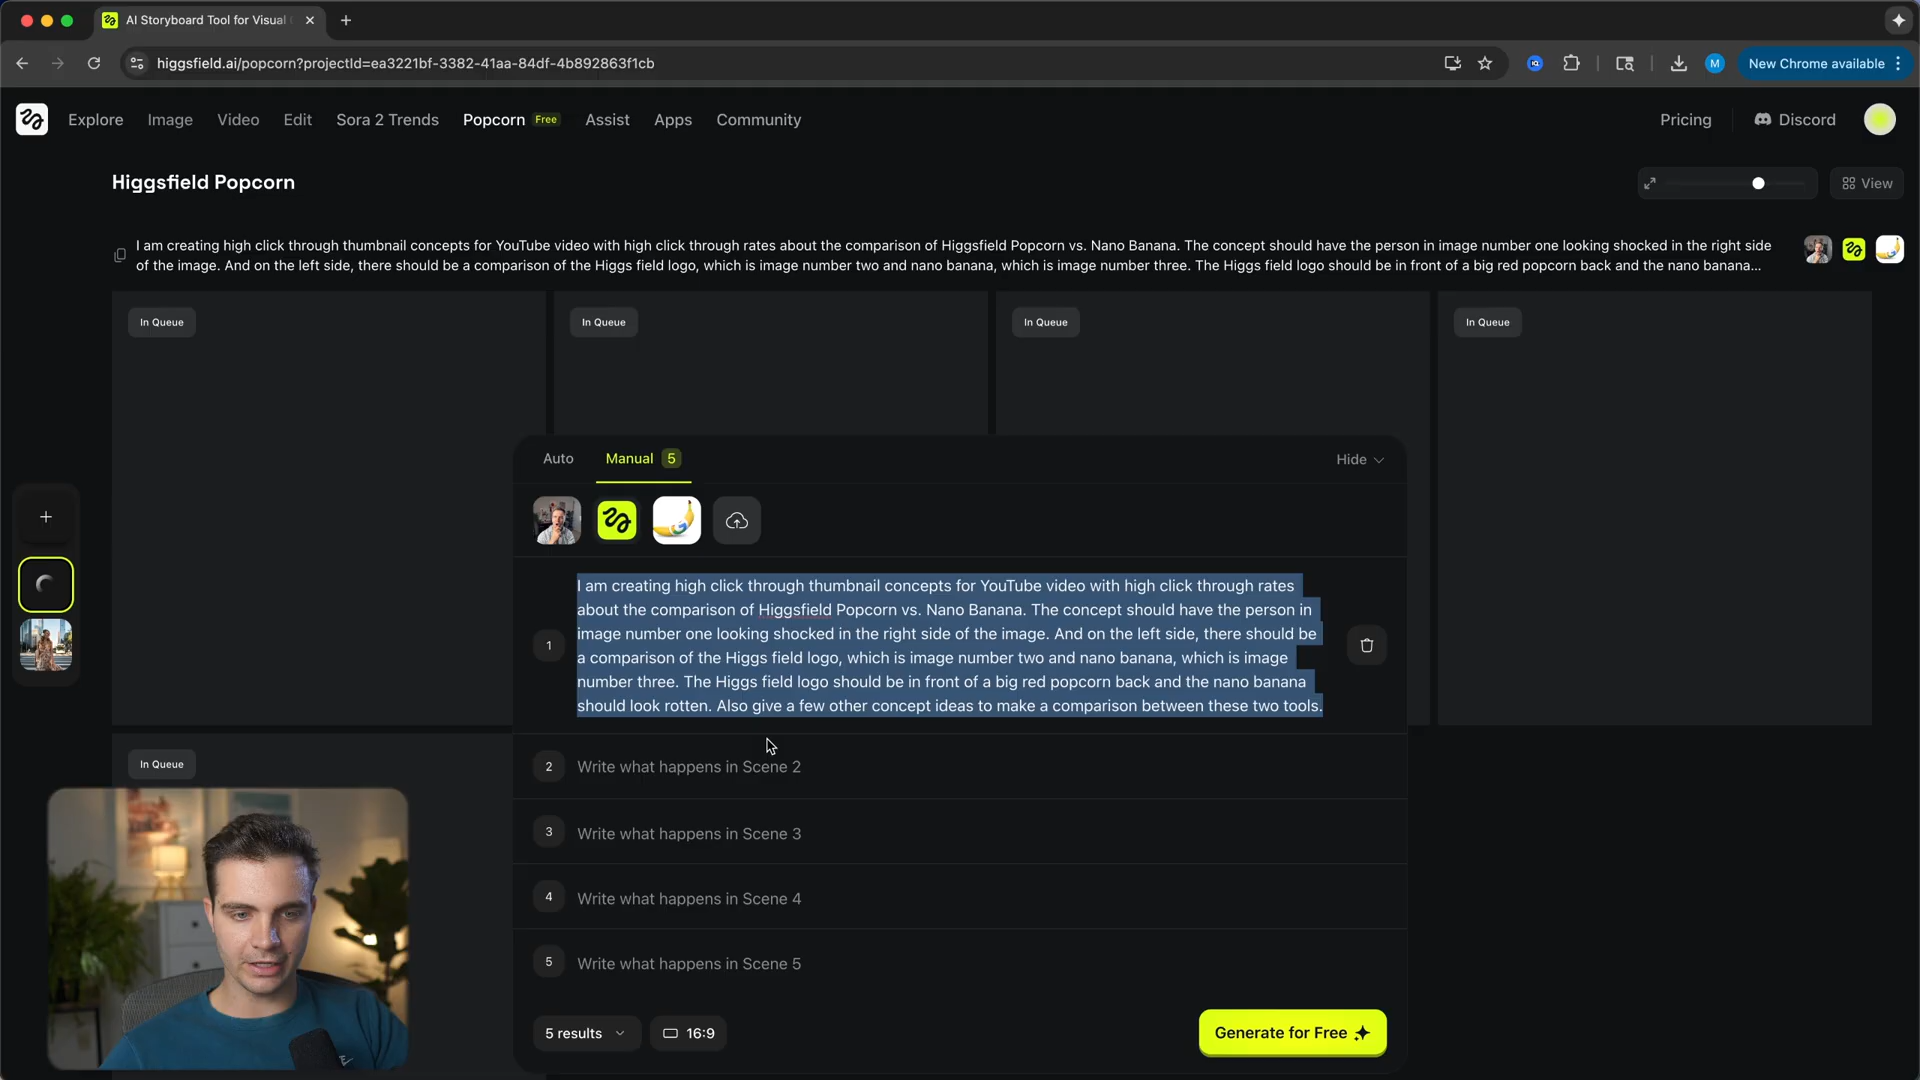 AI Storyboard Tool for Visual
higgsfield.ai/popcorn?projectId=ea3221bf-3382-41aa-84df-4b892863f1cb
M
New Chrome available
Explore
Image
Video
Edit
Sora 2 Trends
Popcorn Free
Assist
Apps
Community
Pricing
Discord
Higgsfield Popcorn
View
I am creating high click through thumbnail concepts for YouTube video with high click through rates about the comparison of Higgsfield Popcorn vs. Nano Banana. The concept should have the person in image number one looking shocked in the right side
of the image. And on the left side, there should be a comparison of the Higgs field logo, which is image number two and nano banana, which is image number three. The Higgs field logo should be in front of a big red popcorn back and the nano banana...
In Queue
In Queue
In Queue
In Queue
Auto
Manual 5
Hide
1
I am creating high click through thumbnail concepts for YouTube video with high click through rates
about the comparison of Higgsfield Popcorn vs. Nano Banana. The concept should have the person in
image number one looking shocked in the right side of the image. And on the left side, there should be
a comparison of the Higgs field logo, which is image number two and nano banana, which is image
number three. The Higgs field logo should be in front of a big red popcorn back and the nano banana
should look rotten. Also give a few other concept ideas to make a comparison between these two tools.
In Queue
2 Write what happens in Scene 2
3 Write what happens in Scene 3
4 Write what happens in Scene 4
5 Write what happens in Scene 5
5 results
16:9
Generate for Free